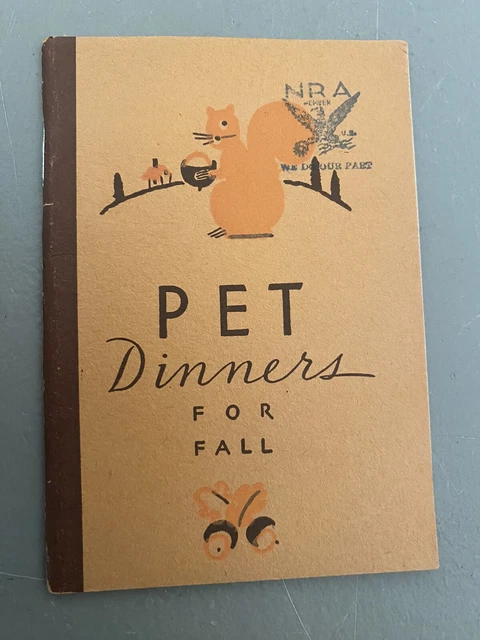 NRA
MEMBER
U.S.
WE DO OUR PART
PET
Dinners
FOR
FALL